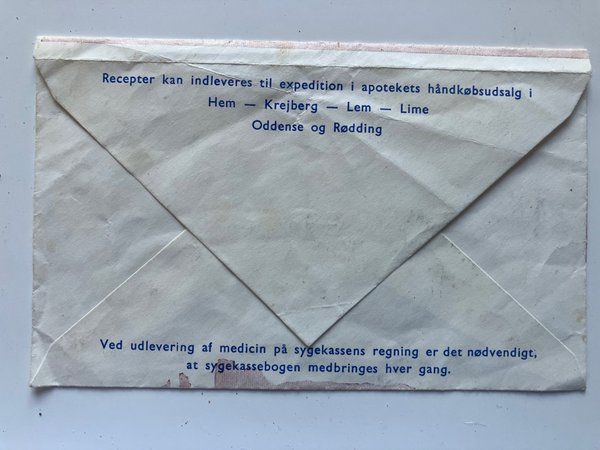 Recepter kan indleveres til expedition i apotekets håndkøbsudsalg i
Hem — Krejberg — Lem — Lime
Oddense og Rødding
Ved udlevering af medicin på sygekassens regning er det nødvendigt,
at sygekassebogen medbringes hver gang.